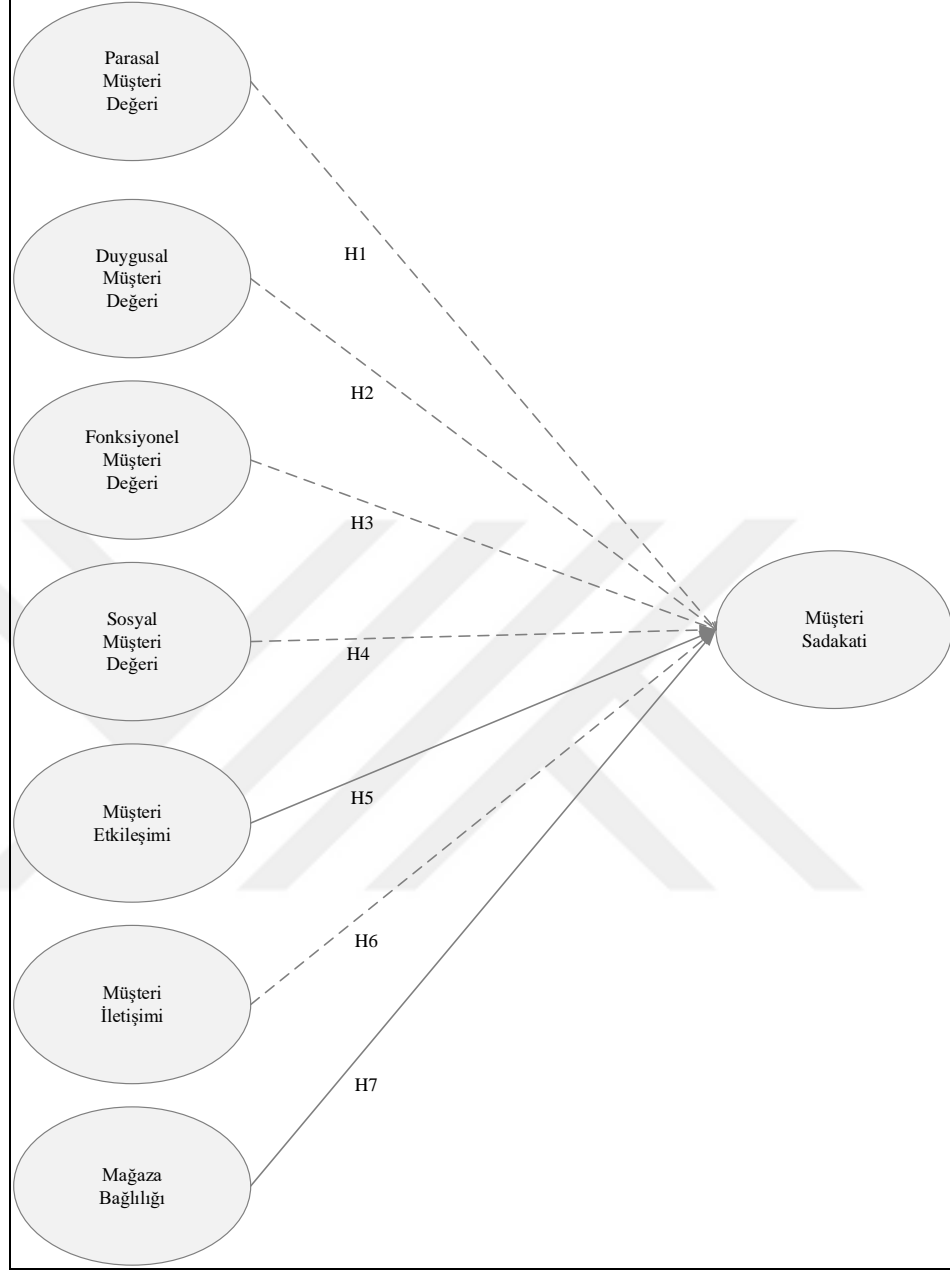 Parasal
Müşteri
Değeri
H1
Duygusal
Müşteri
Değeri
H2
Fonksiyonel
Müşteri
Değeri
H3
Sosyal
Müşteri
Değeri
H4
Müşteri
Sadakati
Müşteri
Etkileşimi
H5
Müşteri
İletişimi
H6
Mağaza
Bağlılığı
H7